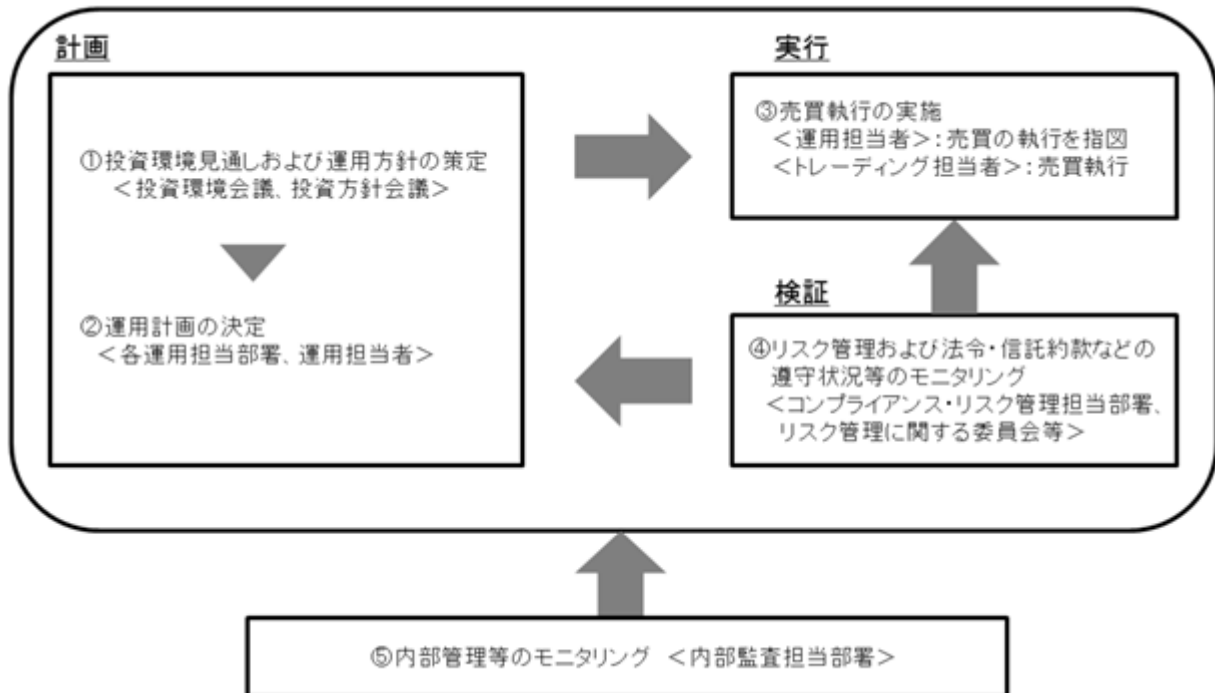 計画
①投資環境見通しおよび運用方針の策定
＜投資環境会議、投資方針会議＞
②運用計画の決定
＜各運用担当部署、運用担当者＞
実行
③売買執行の実施
＜運用担当者＞：売買の執行を指図
＜トレーディング担当者＞：売買執行
検証
④リスク管理および法令・信託約款などの
遵守状況等のモニタリング
＜コンプライアンス・リスク管理担当部署、
リスク管理に関する委員会等＞
⑤内部管理等のモニタリング ＜内部監査担当部署＞